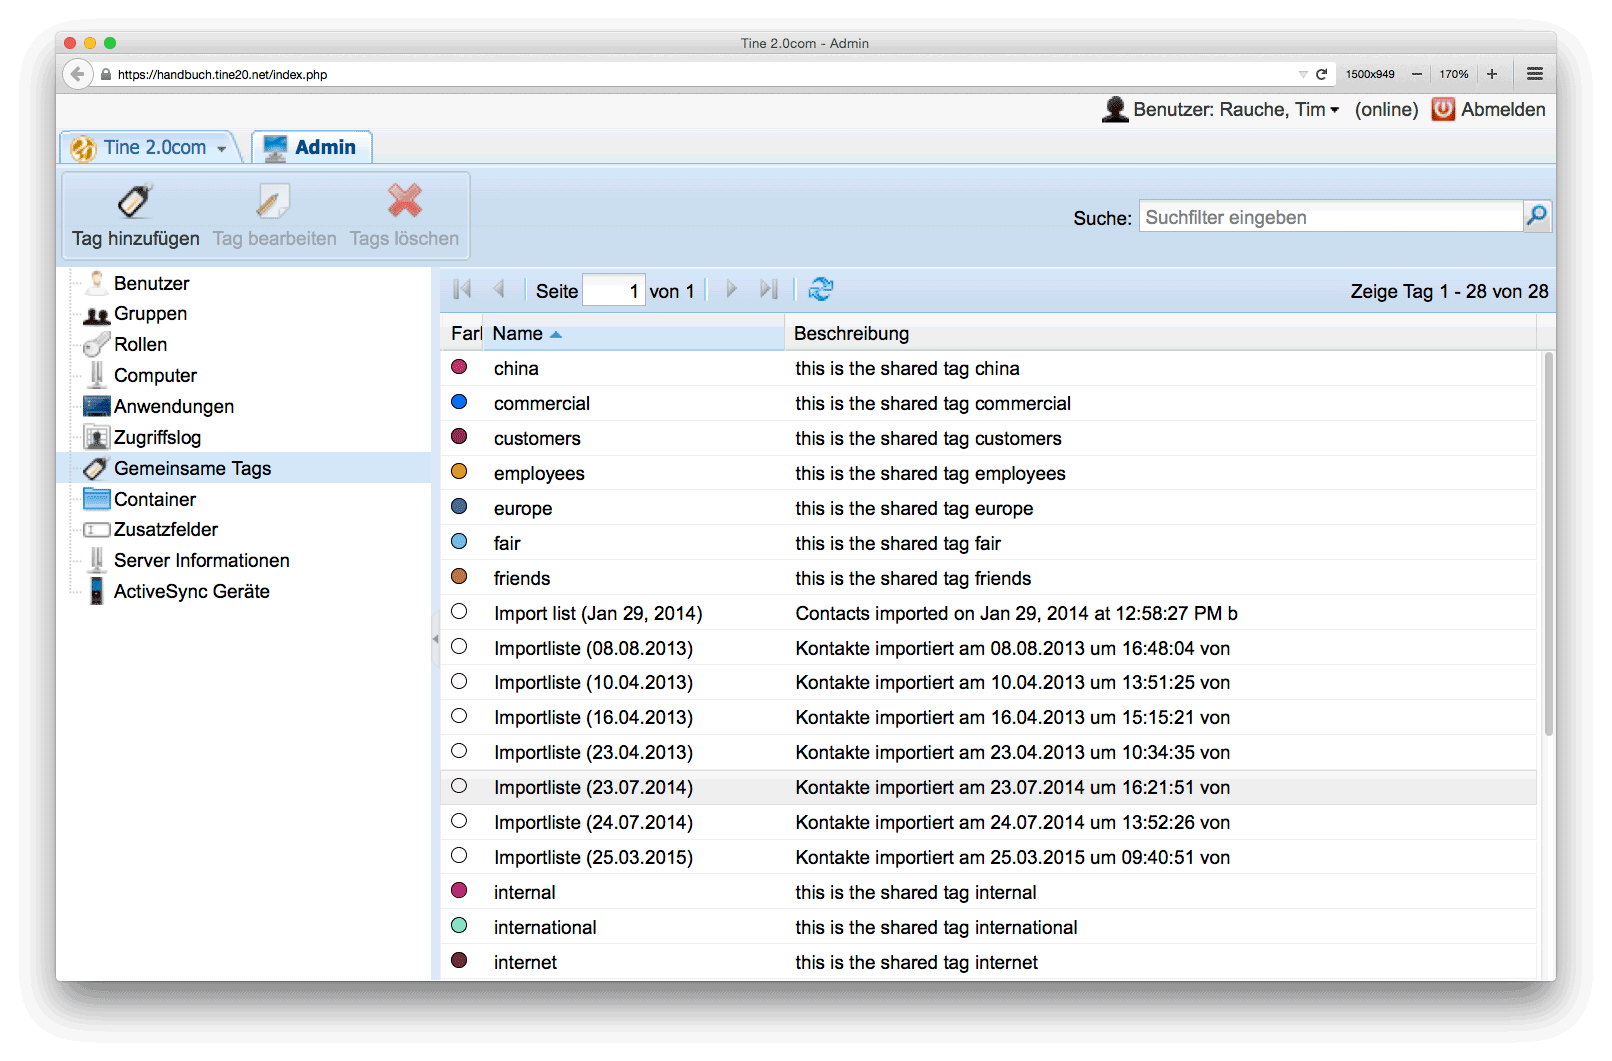 Tine 2.0com - Admin
https://handbuch.tine20.net/index.php
1500x949 — 170% +
Benutzer: Rauche, Tim (online) Abmelden
Tine 2.0com Admin
Tag hinzufügen Tag bearbeiten Tags löschen
Suche: Suchfilter eingeben
Benutzer
Gruppen
Rollen
Computer
Anwendungen
Zugriffslog
Gemeinsame Tags
Container
Zusatzfelder
Server Informationen
ActiveSync Geräte
Seite 1 von 1 Zeige Tag 1 - 28 von 28
Farl Name Beschreibung
china this is the shared tag china
commercial this is the shared tag commercial
customers this is the shared tag customers
employees this is the shared tag employees
europe this is the shared tag europe
fair this is the shared tag fair
friends this is the shared tag friends
Import list (Jan 29, 2014) Contacts imported on Jan 29, 2014 at 12:58:27 PM b
Importliste (08.08.2013) Kontakte importiert am 08.08.2013 um 16:48:04 von
Importliste (10.04.2013) Kontakte importiert am 10.04.2013 um 13:51:25 von
Importliste (16.04.2013) Kontakte importiert am 16.04.2013 um 15:15:21 von
Importliste (23.04.2013) Kontakte importiert am 23.04.2013 um 10:34:35 von
Importliste (23.07.2014) Kontakte importiert am 23.07.2014 um 16:21:51 von
Importliste (24.07.2014) Kontakte importiert am 24.07.2014 um 13:52:26 von
Importliste (25.03.2015) Kontakte importiert am 25.03.2015 um 09:40:51 von
internal this is the shared tag internal
international this is the shared tag international
internet this is the shared tag internet